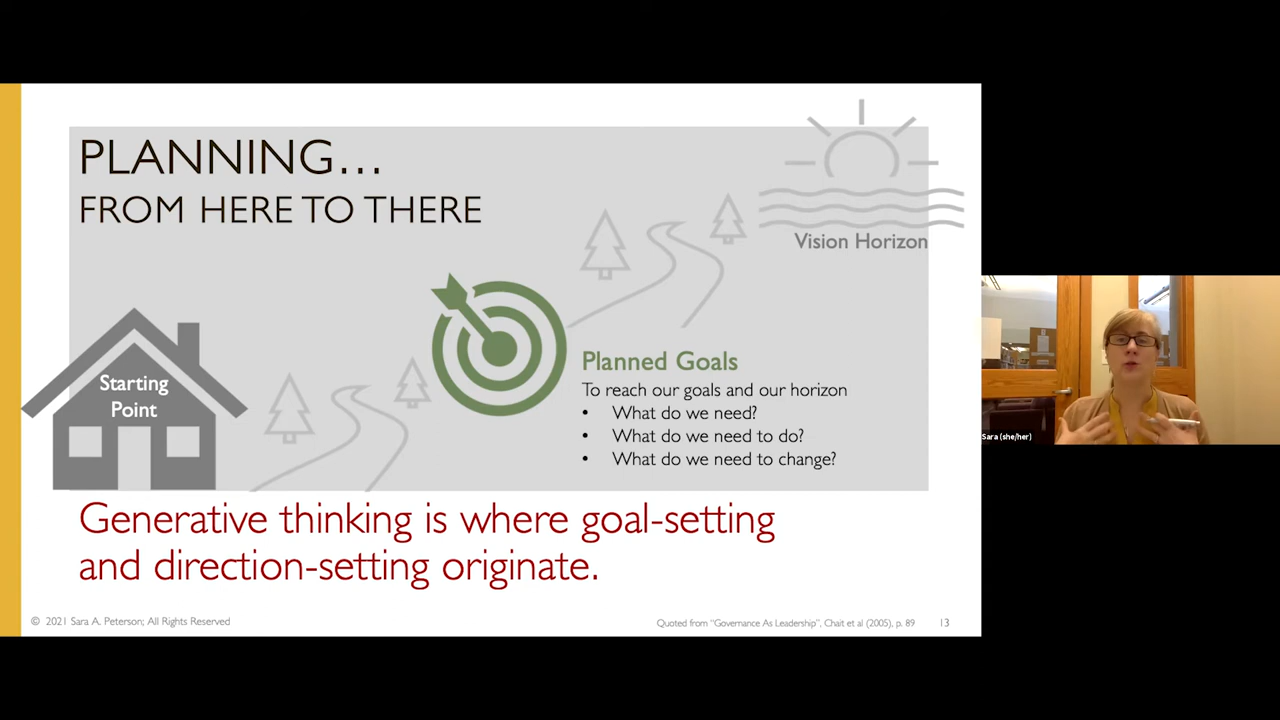 PLANNING…
FROM HERE TO THERE
Vision Horizon
Starting
Point
Planned Goals
To reach our goals and our horizon
• What do we need?
• What do we need to do?
• What do we need to change?
Generative thinking is where goal-setting
and direction-setting originate.
© 2021 Sara A. Peterson; All Rights Reserved
Quoted from “Governance As Leadership”, Chait et al (2005), p. 89
13
Sara (she/her)